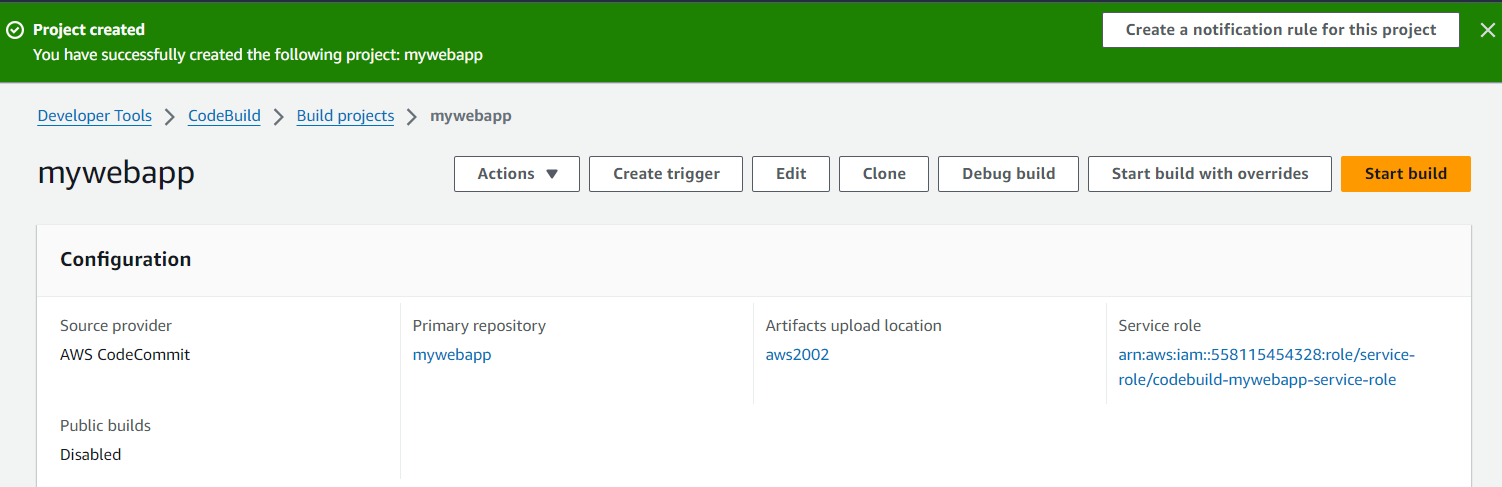 Project created
Create a notification rule for this project
You have successfully created the following project: mywebapp
Developer Tools
CodeBuild
Build projects
mywebapp
mywebapp
Actions
Create trigger
Edit
Clone
Debug build
Start build with overrides
Start build
Configuration
Source provider
AWS CodeCommit
Primary repository
mywebapp
Artifacts upload location
aws2002
Service role
arn:aws:iam::558115454328:role/service-
role/codebuild-mywebapp-service-role
Public builds
Disabled